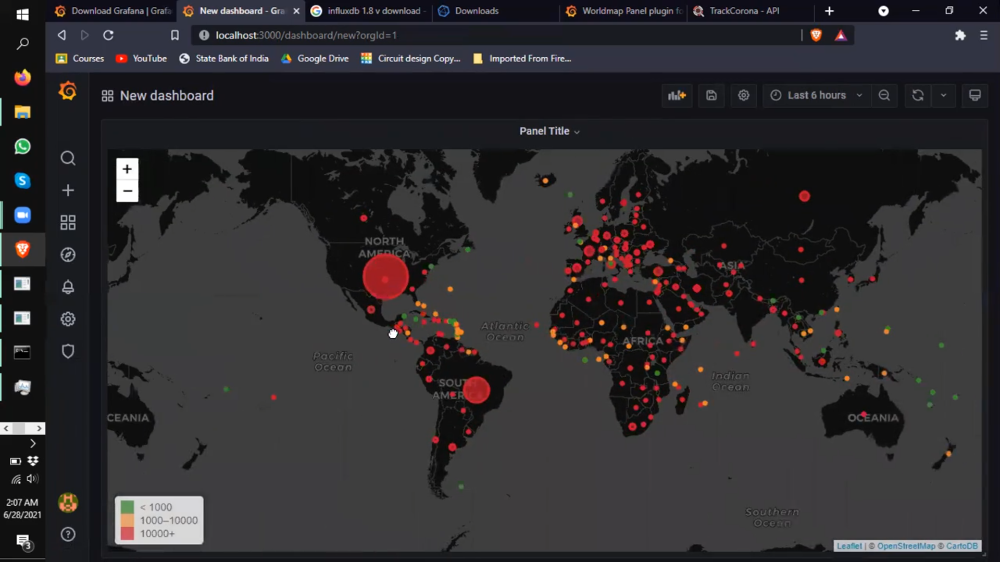 Download Grafana | Grafa
New dashboard - Gra
influxdb 1.8 v download -
Downloads
Worldmap Panel plugin fo
TrackCorona - API
localhost:3000/dashboard/new?orgId=1
Courses
YouTube
State Bank of India
Google Drive
Circuit design Copy...
Imported From Fire...
New dashboard
Last 6 hours
Panel Title
+
−
NORTH
AMERICA
ASIA
Atlantic
Ocean
AFRICA
Pacific
Ocean
SOUTH
AMERI
Indian
Ocean
CEANIA
OCEANIA
Southern
Ocean
< 1000
1000–10000
10000+
Leaflet | © OpenStreetMap © CartoDB
2:07 AM
6/28/2021
3